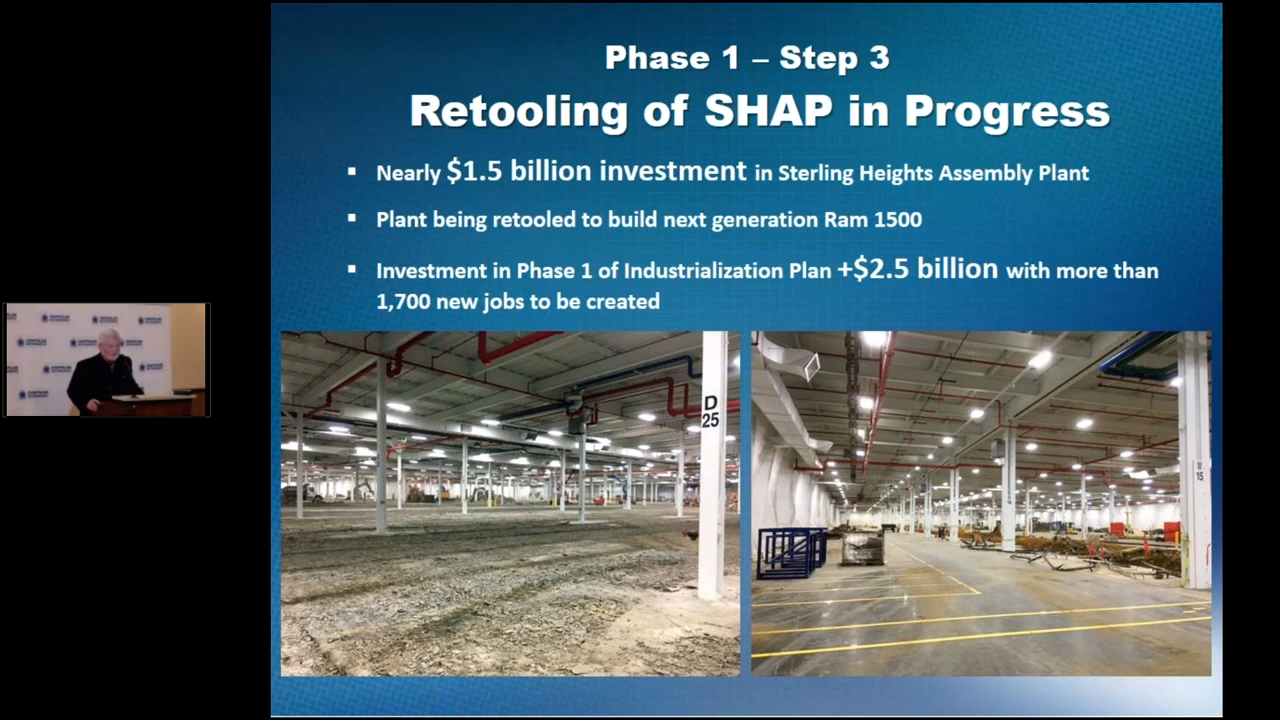 Phase 1 – Step 3
Retooling of SHAP in Progress
▪ Nearly $1.5 billion investment in Sterling Heights Assembly Plant
▪ Plant being retooled to build next generation Ram 1500
▪ Investment in Phase 1 of Industrialization Plan +$2.5 billion with more than
1,700 new jobs to be created
D
25
15